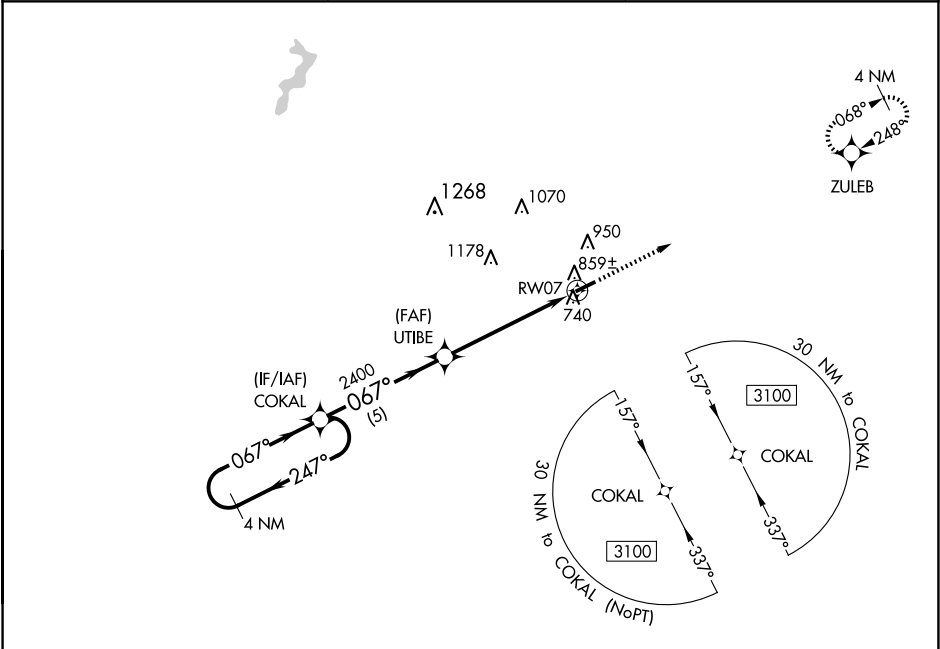 4 NM
068°
248°
ZULEB
1268
1070
950
1178
859±
RW07
740
(FAF)
UTIBE
(IF/IAF)
COKAL
2400
067°
(5)
067°
247°
4 NM
30 NM to COKAL
157°
3100
COKAL
337°
157°
COKAL
3100
337°
30 NM to COKAL (NoPT)